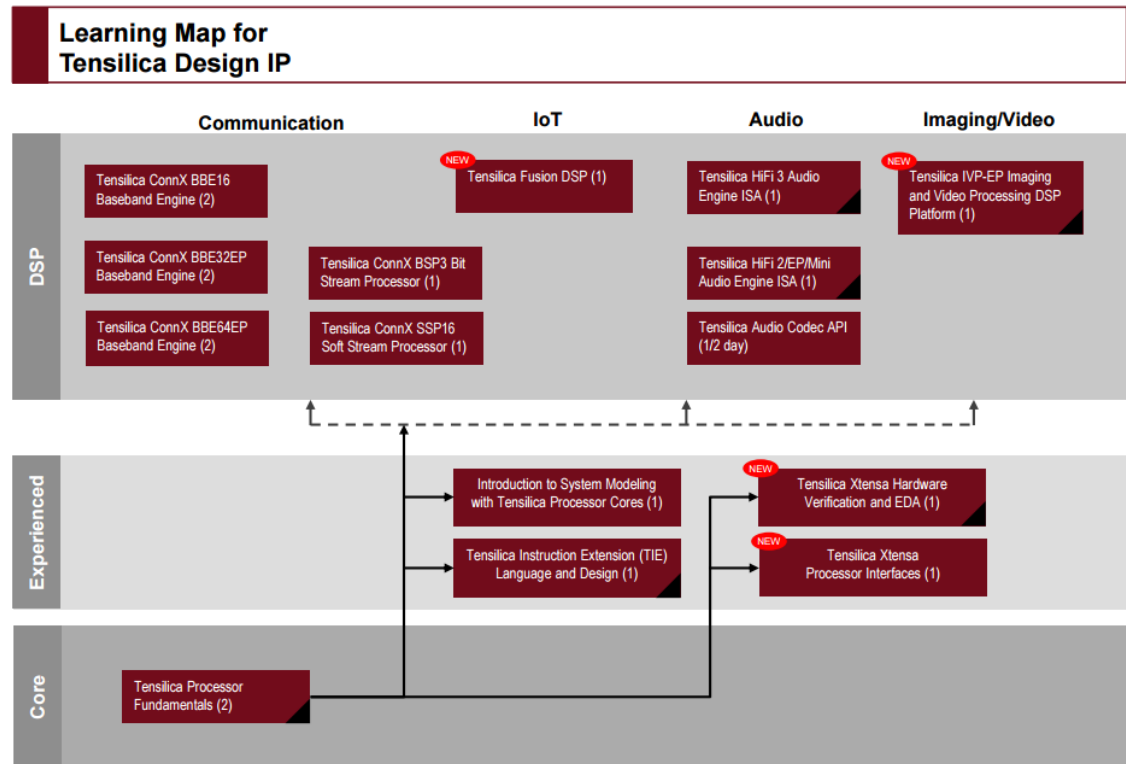 Learning Map for
Tensilica Design IP
Communication
IoT
Audio
Imaging/Video
DSP
Tensilica ConnX BBE16
Baseband Engine (2)
Tensilica ConnX BBE32EP
Baseband Engine (2)
Tensilica ConnX BBE64EP
Baseband Engine (2)
Tensilica ConnX BSP3 Bit
Stream Processor (1)
Tensilica ConnX SSP16
Soft Stream Processor (1)
NEW
Tensilica Fusion DSP (1)
Tensilica HiFi 3 Audio
Engine ISA (1)
Tensilica HiFi 2/EP/Mini
Audio Engine ISA (1)
Tensilica Audio Codec API
(1/2 day)
NEW
Tensilica IVP-EP Imaging
and Video Processing DSP
Platform (1)
Experienced
Introduction to System Modeling
with Tensilica Processor Cores (1)
Tensilica Instruction Extension (TIE)
Language and Design (1)
NEW
Tensilica Xtensa Hardware
Verification and EDA (1)
NEW
Tensilica Xtensa
Processor Interfaces (1)
Core
Tensilica Processor
Fundamentals (2)